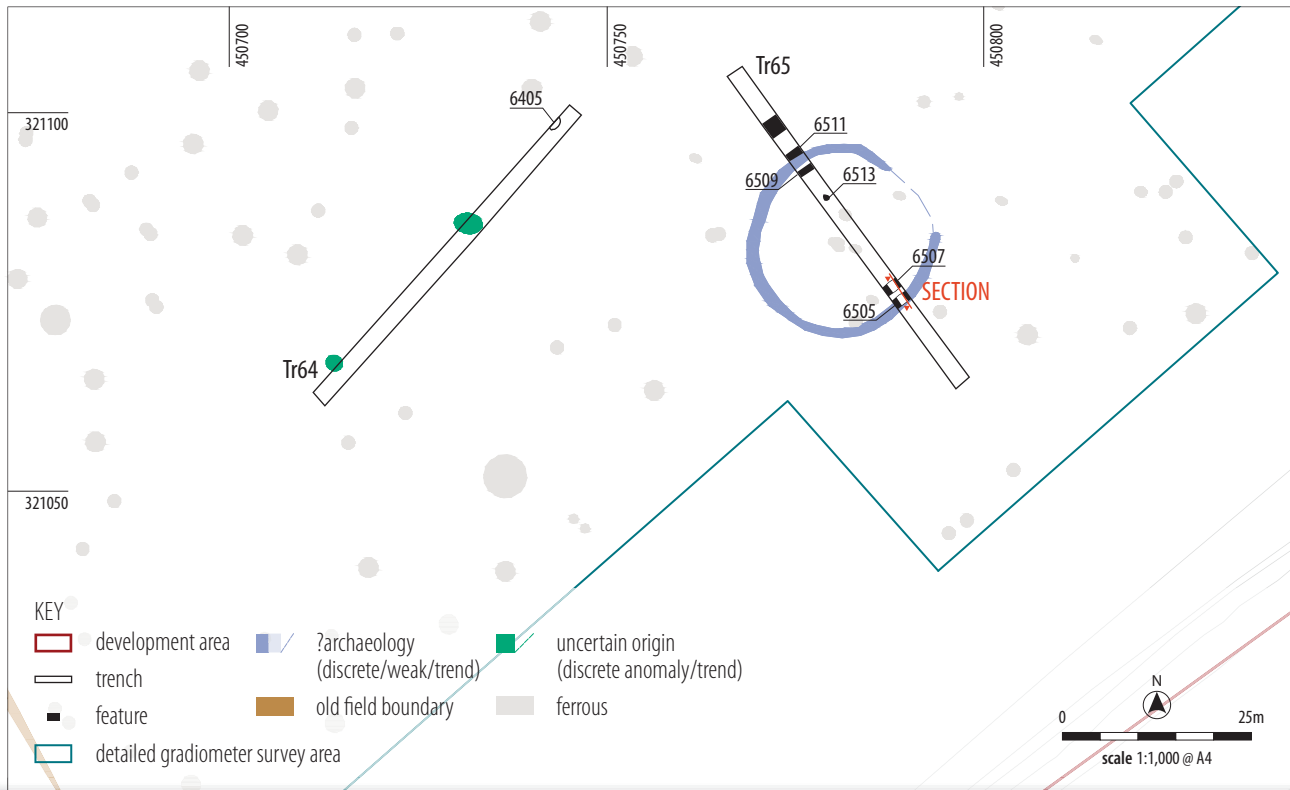 450700
450750
450800
Tr65
6405
321100
6511
6509
6513
6507
SECTION
6505
Tr64
321050
KEY
development area
trench
feature
detailed gradiometer survey area
?archaeology
(discrete/weak/trend)
old field boundary
uncertain origin
(discrete anomaly/trend)
ferrous
N
0 25m
scale 1:1,000 @ A4